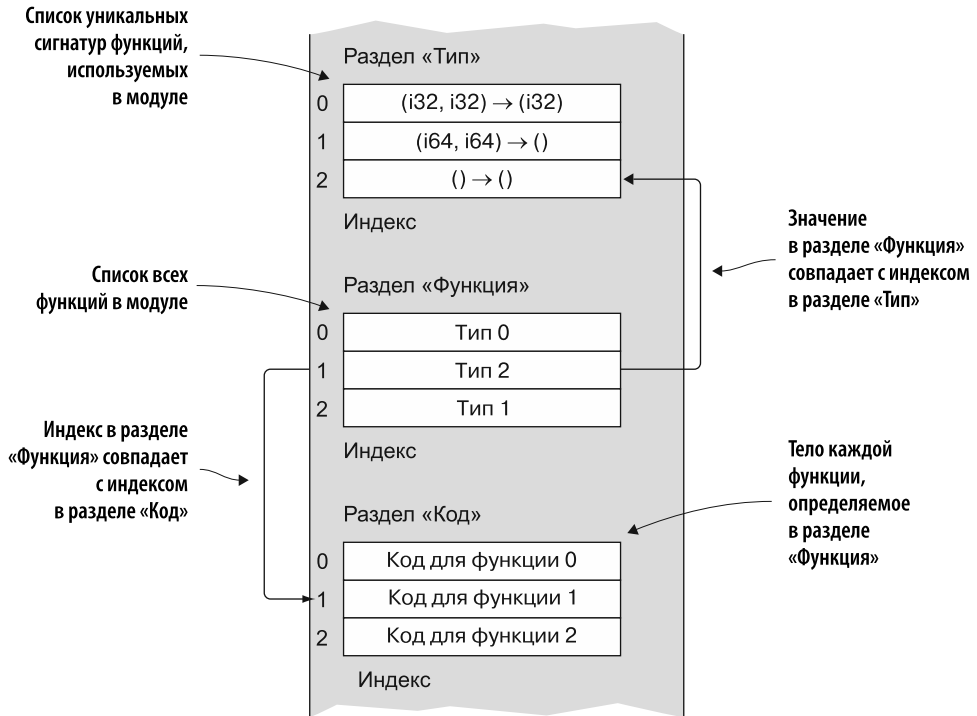 Список уникальных
сигнатур функций,
используемых
в модуле
Раздел «Тип»
0
(i32, i32) → (i32)
1
(i64, i64) → ()
2
() → ()
Индекс
Значение
в разделе «Функция»
совпадает с индексом
в разделе «Тип»
Список всех
функций в модуле
Раздел «Функция»
0
Тип 0
1
Тип 2
2
Тип 1
Индекс
Индекс в разделе
«Функция» совпадает
с индексом
в разделе «Код»
Тело каждой
функции,
определяемое
в разделе
«Функция»
Раздел «Код»
0
Код для функции 0
1
Код для функции 1
2
Код для функции 2
Индекс